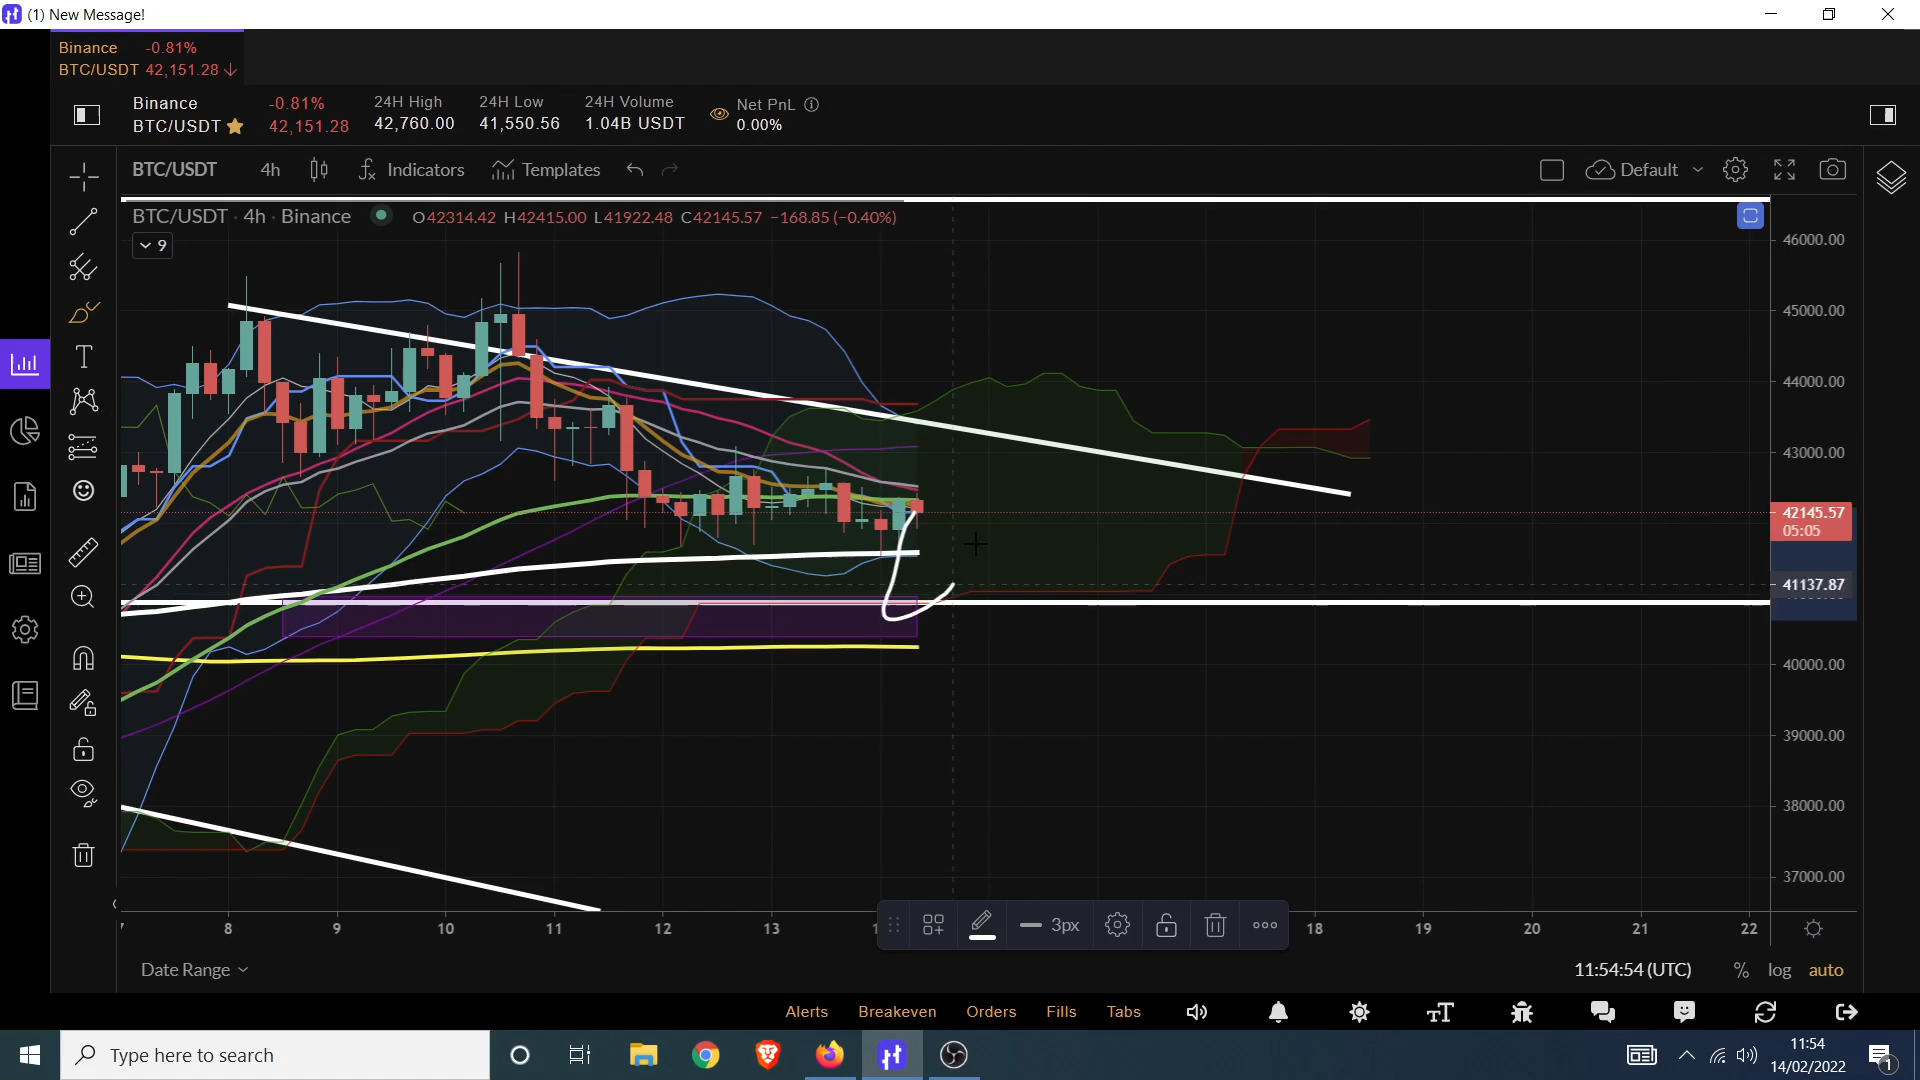 (1) New Message!
Binance -0.81%
BTC/USDT 42,151.28
Binance -0.81% 24H High 24H Low 24H Volume Net PnL
BTC/USDT 42,151.28 42,760.00 41,550.56 1.04B USDT 0.00%
BTC/USDT 4h Indicators Templates Default
BTC/USDT · 4h · Binance O42314.42 H42415.00 L41922.48 C42145.57 −168.85 (−0.40%)
9
46000.00
45000.00
44000.00
43000.00
42145.57
05:05
41137.87
40000.00
39000.00
38000.00
37000.00
8 9 10 11 12 13 18 19 20 21 22
3px
Date Range 11:54:54 (UTC) % log auto
Alerts Breakeven Orders Fills Tabs
Type here to search
11:54
14/02/2022
1